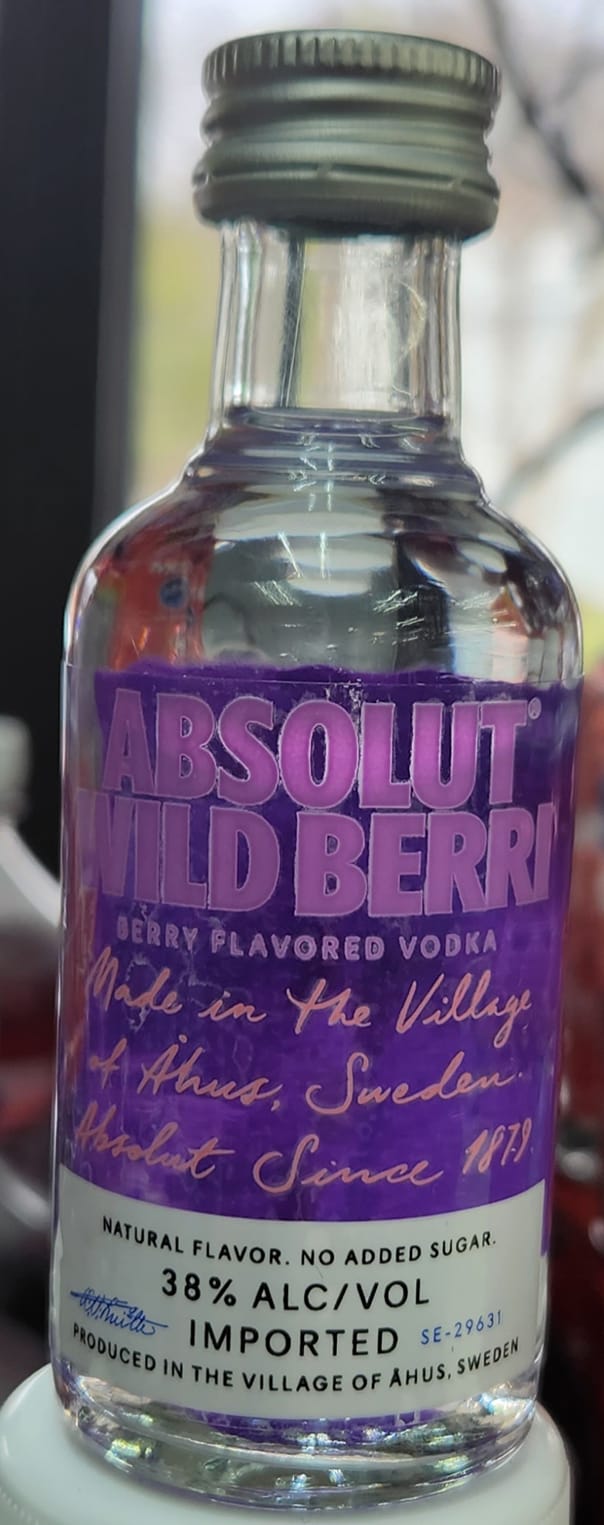 ABSOLUT®
WILD BERRI
BERRY FLAVORED VODKA
Made in the Village
of Åhus, Sweden.
Absolut Since 1879.
NATURAL FLAVOR. NO ADDED SUGAR.
38% ALC/VOL
IMPORTED SE-29631
PRODUCED IN THE VILLAGE OF ÅHUS, SWEDEN